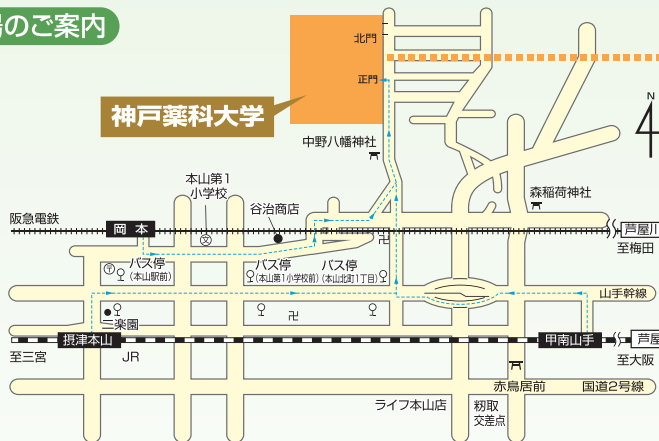 場のご案内
北門
正門
神戸薬科大学
N
中野八幡神社
本山第1
小学校
谷治商店
森稲荷神社
阪急電鉄
岡本
文
卍
芦屋川
至梅田
〒
バス停
(本山駅前)
バス停
(本山第1小学校前)
バス停
(本山北町1丁目)
山手幹線
二楽園
卍
摂津本山
甲南山手
芦屋
至三宮
JR
至大阪
赤鳥居前
国道2号線
ライフ本山店
籾取
交差点